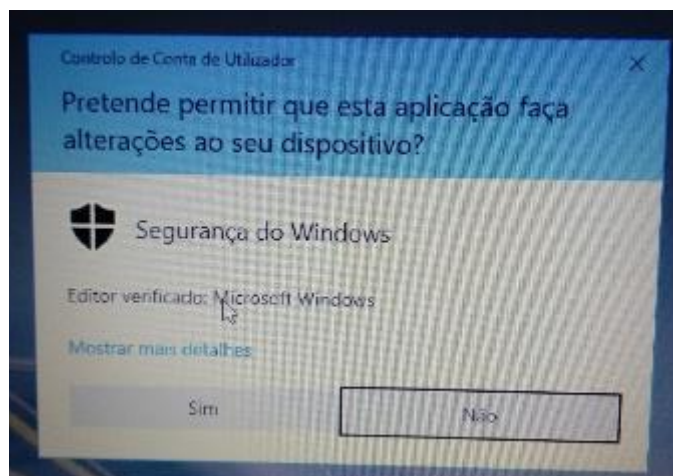 Controlo de Conta de Utilizador
Pretende permitir que esta aplicação faça
alterações ao seu dispositivo?
Segurança do Windows
Editor verificado: Microsoft Windows
Mostrar mais detalhes
Sim
Não